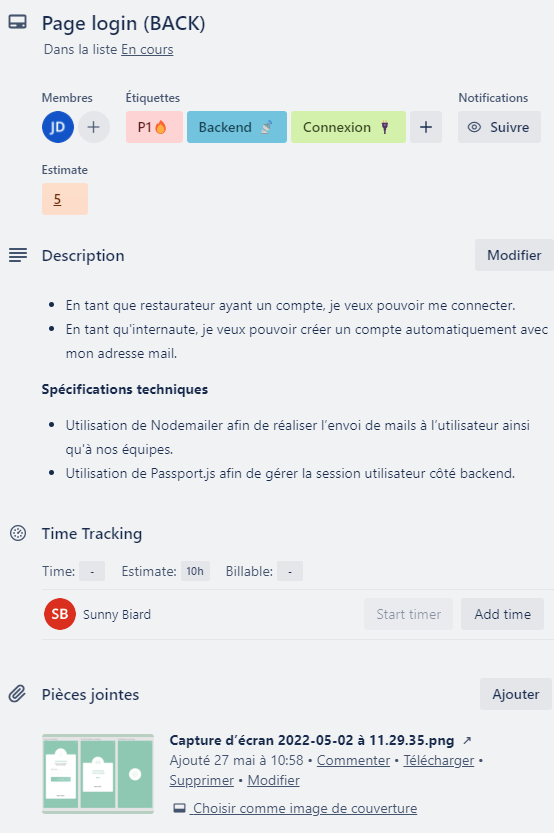 Page login (BACK)
Dans la liste En cours
Membres
Étiquettes
Notifications
JD
P1
Backend
Connexion
Suivre
Estimate
5
Description
Modifier
En tant que restaurateur ayant un compte, je veux pouvoir me connecter.
En tant qu'internaute, je veux pouvoir créer un compte automatiquement avec
mon adresse mail.
Spécifications techniques
Utilisation de Nodemailer afin de réaliser l'envoi de mails à l'utilisateur ainsi
qu'à nos équipes.
Utilisation de Passport.js afin de gérer la session utilisateur côté backend.
Time Tracking
Time: - Estimate: 10h Billable: -
SB Sunny Biard Start timer Add time
Pièces jointes
Ajouter
Capture d'écran 2022-05-02 à 11.29.35.png ↗
Ajouté 27 mai à 10:58 • Commenter • Télécharger •
Supprimer • Modifier
Choisir comme image de couverture